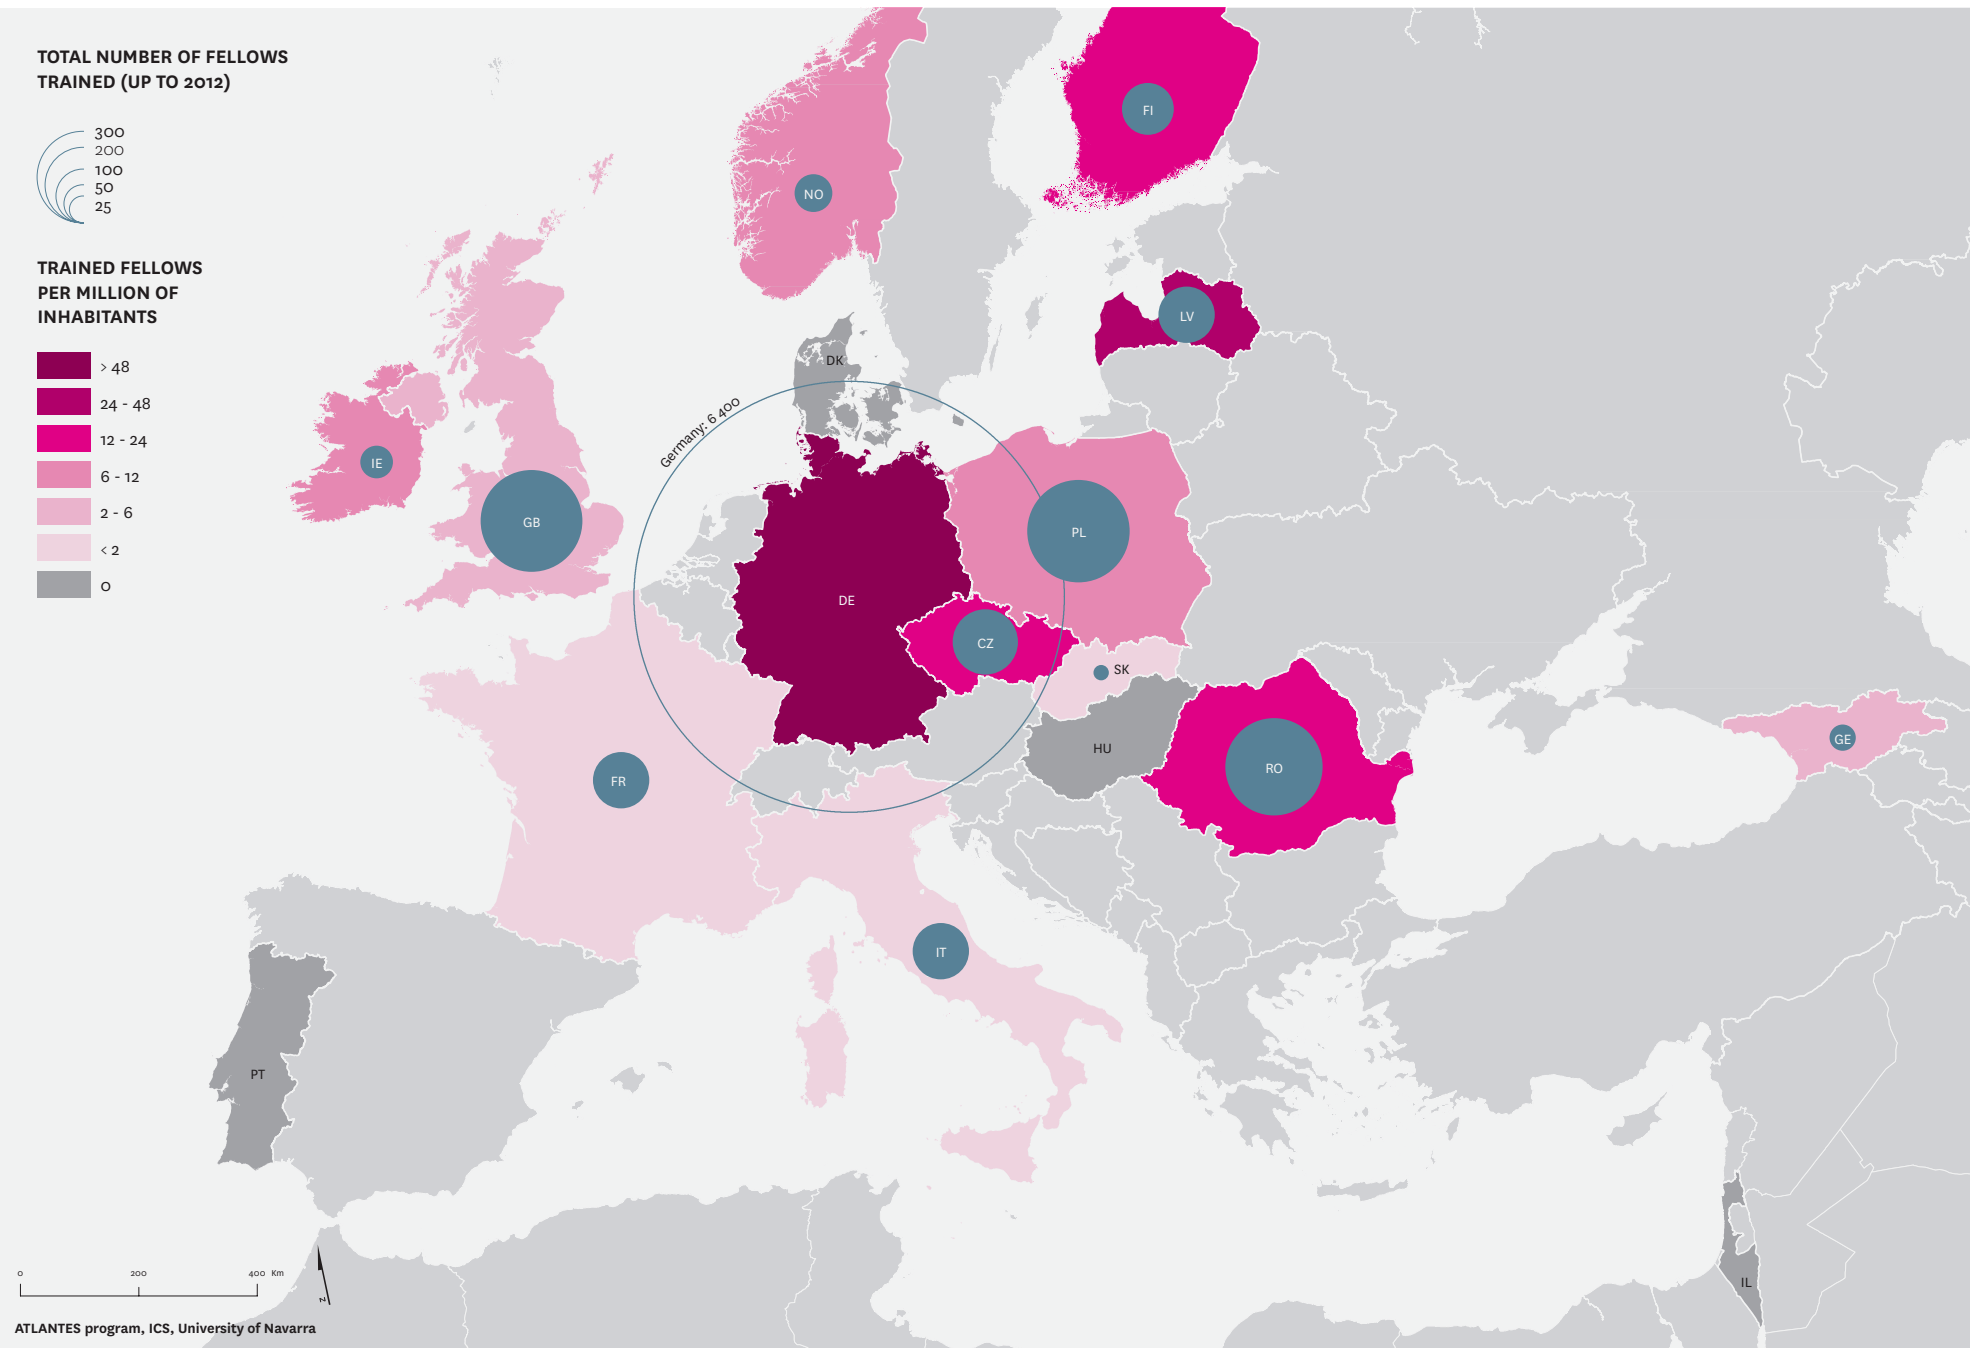 TOTAL NUMBER OF FELLOWS
TRAINED (UP TO 2012)
300
200
100
50
25
TRAINED FELLOWS
PER MILLION OF
INHABITANTS
> 48
24 - 48
12 - 24
6 - 12
2 - 6
< 2
0
FI
NO
LV
DK
Germany: 6 400
IE
GB
PL
DE
CZ
SK
HU
GE
RO
FR
IT
PT
IL
0 200 400 Km
N
ATLANTES program, ICS, University of Navarra